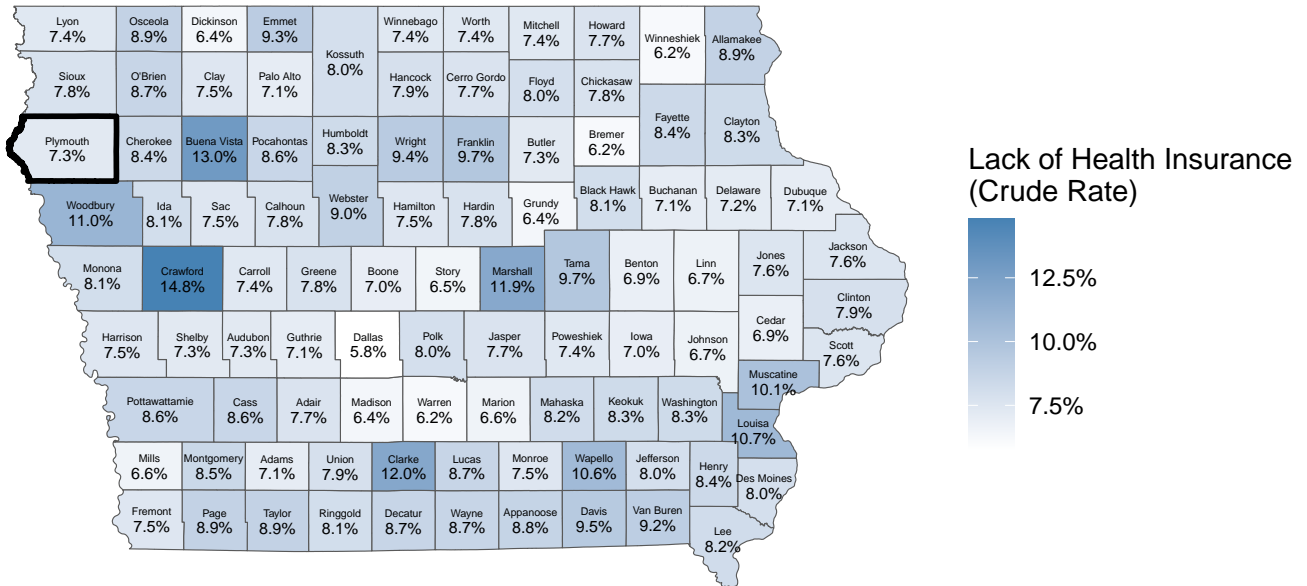 Lyon
7.4%
Osceola
8.9%
Dickinson
6.4%
Emmet
9.3%
Kossuth
8.0%
Winnebago
7.4%
Worth
7.4%
Mitchell
7.4%
Howard
7.7%
Winneshiek
6.2%
Allamakee
8.9%
Sioux
7.8%
O'Brien
8.7%
Clay
7.5%
Palo Alto
7.1%
Hancock
7.9%
Cerro Gordo
7.7%
Floyd
8.0%
Chickasaw
7.8%
Plymouth
7.3%
Cherokee
8.4%
Buena Vista
13.0%
Pocahontas
8.6%
Humboldt
8.3%
Wright
9.4%
Franklin
9.7%
Butler
7.3%
Bremer
6.2%
Fayette
8.4%
Clayton
8.3%
Woodbury
11.0%
Ida
8.1%
Sac
7.5%
Calhoun
7.8%
Webster
9.0%
Hamilton
7.5%
Hardin
7.8%
Grundy
6.4%
Black Hawk
8.1%
Buchanan
7.1%
Delaware
7.2%
Dubuque
7.1%
Monona
8.1%
Crawford
14.8%
Carroll
7.4%
Greene
7.8%
Boone
7.0%
Story
6.5%
Marshall
11.9%
Tama
9.7%
Benton
6.9%
Linn
6.7%
Jones
7.6%
Jackson
7.6%
Clinton
7.9%
Harrison
7.5%
Shelby
7.3%
Audubon
7.3%
Guthrie
7.1%
Dallas
5.8%
Polk
8.0%
Jasper
7.7%
Poweshiek
7.4%
Iowa
7.0%
Johnson
6.7%
Cedar
6.9%
Scott
7.6%
Muscatine
10.1%
Pottawattamie
8.6%
Cass
8.6%
Adair
7.7%
Madison
6.4%
Warren
6.2%
Marion
6.6%
Mahaska
8.2%
Keokuk
8.3%
Washington
8.3%
Louisa
10.7%
Mills
6.6%
Montgomery
8.5%
Adams
7.1%
Union
7.9%
Clarke
12.0%
Lucas
8.7%
Monroe
7.5%
Wapello
10.6%
Jefferson
8.0%
Henry
8.4%
Des Moines
8.0%
Fremont
7.5%
Page
8.9%
Taylor
8.9%
Ringgold
8.1%
Decatur
8.7%
Wayne
8.7%
Appanoose
8.8%
Davis
9.5%
Van Buren
9.2%
Lee
8.2%
Lack of Health Insurance
(Crude Rate)
12.5%
10.0%
7.5%